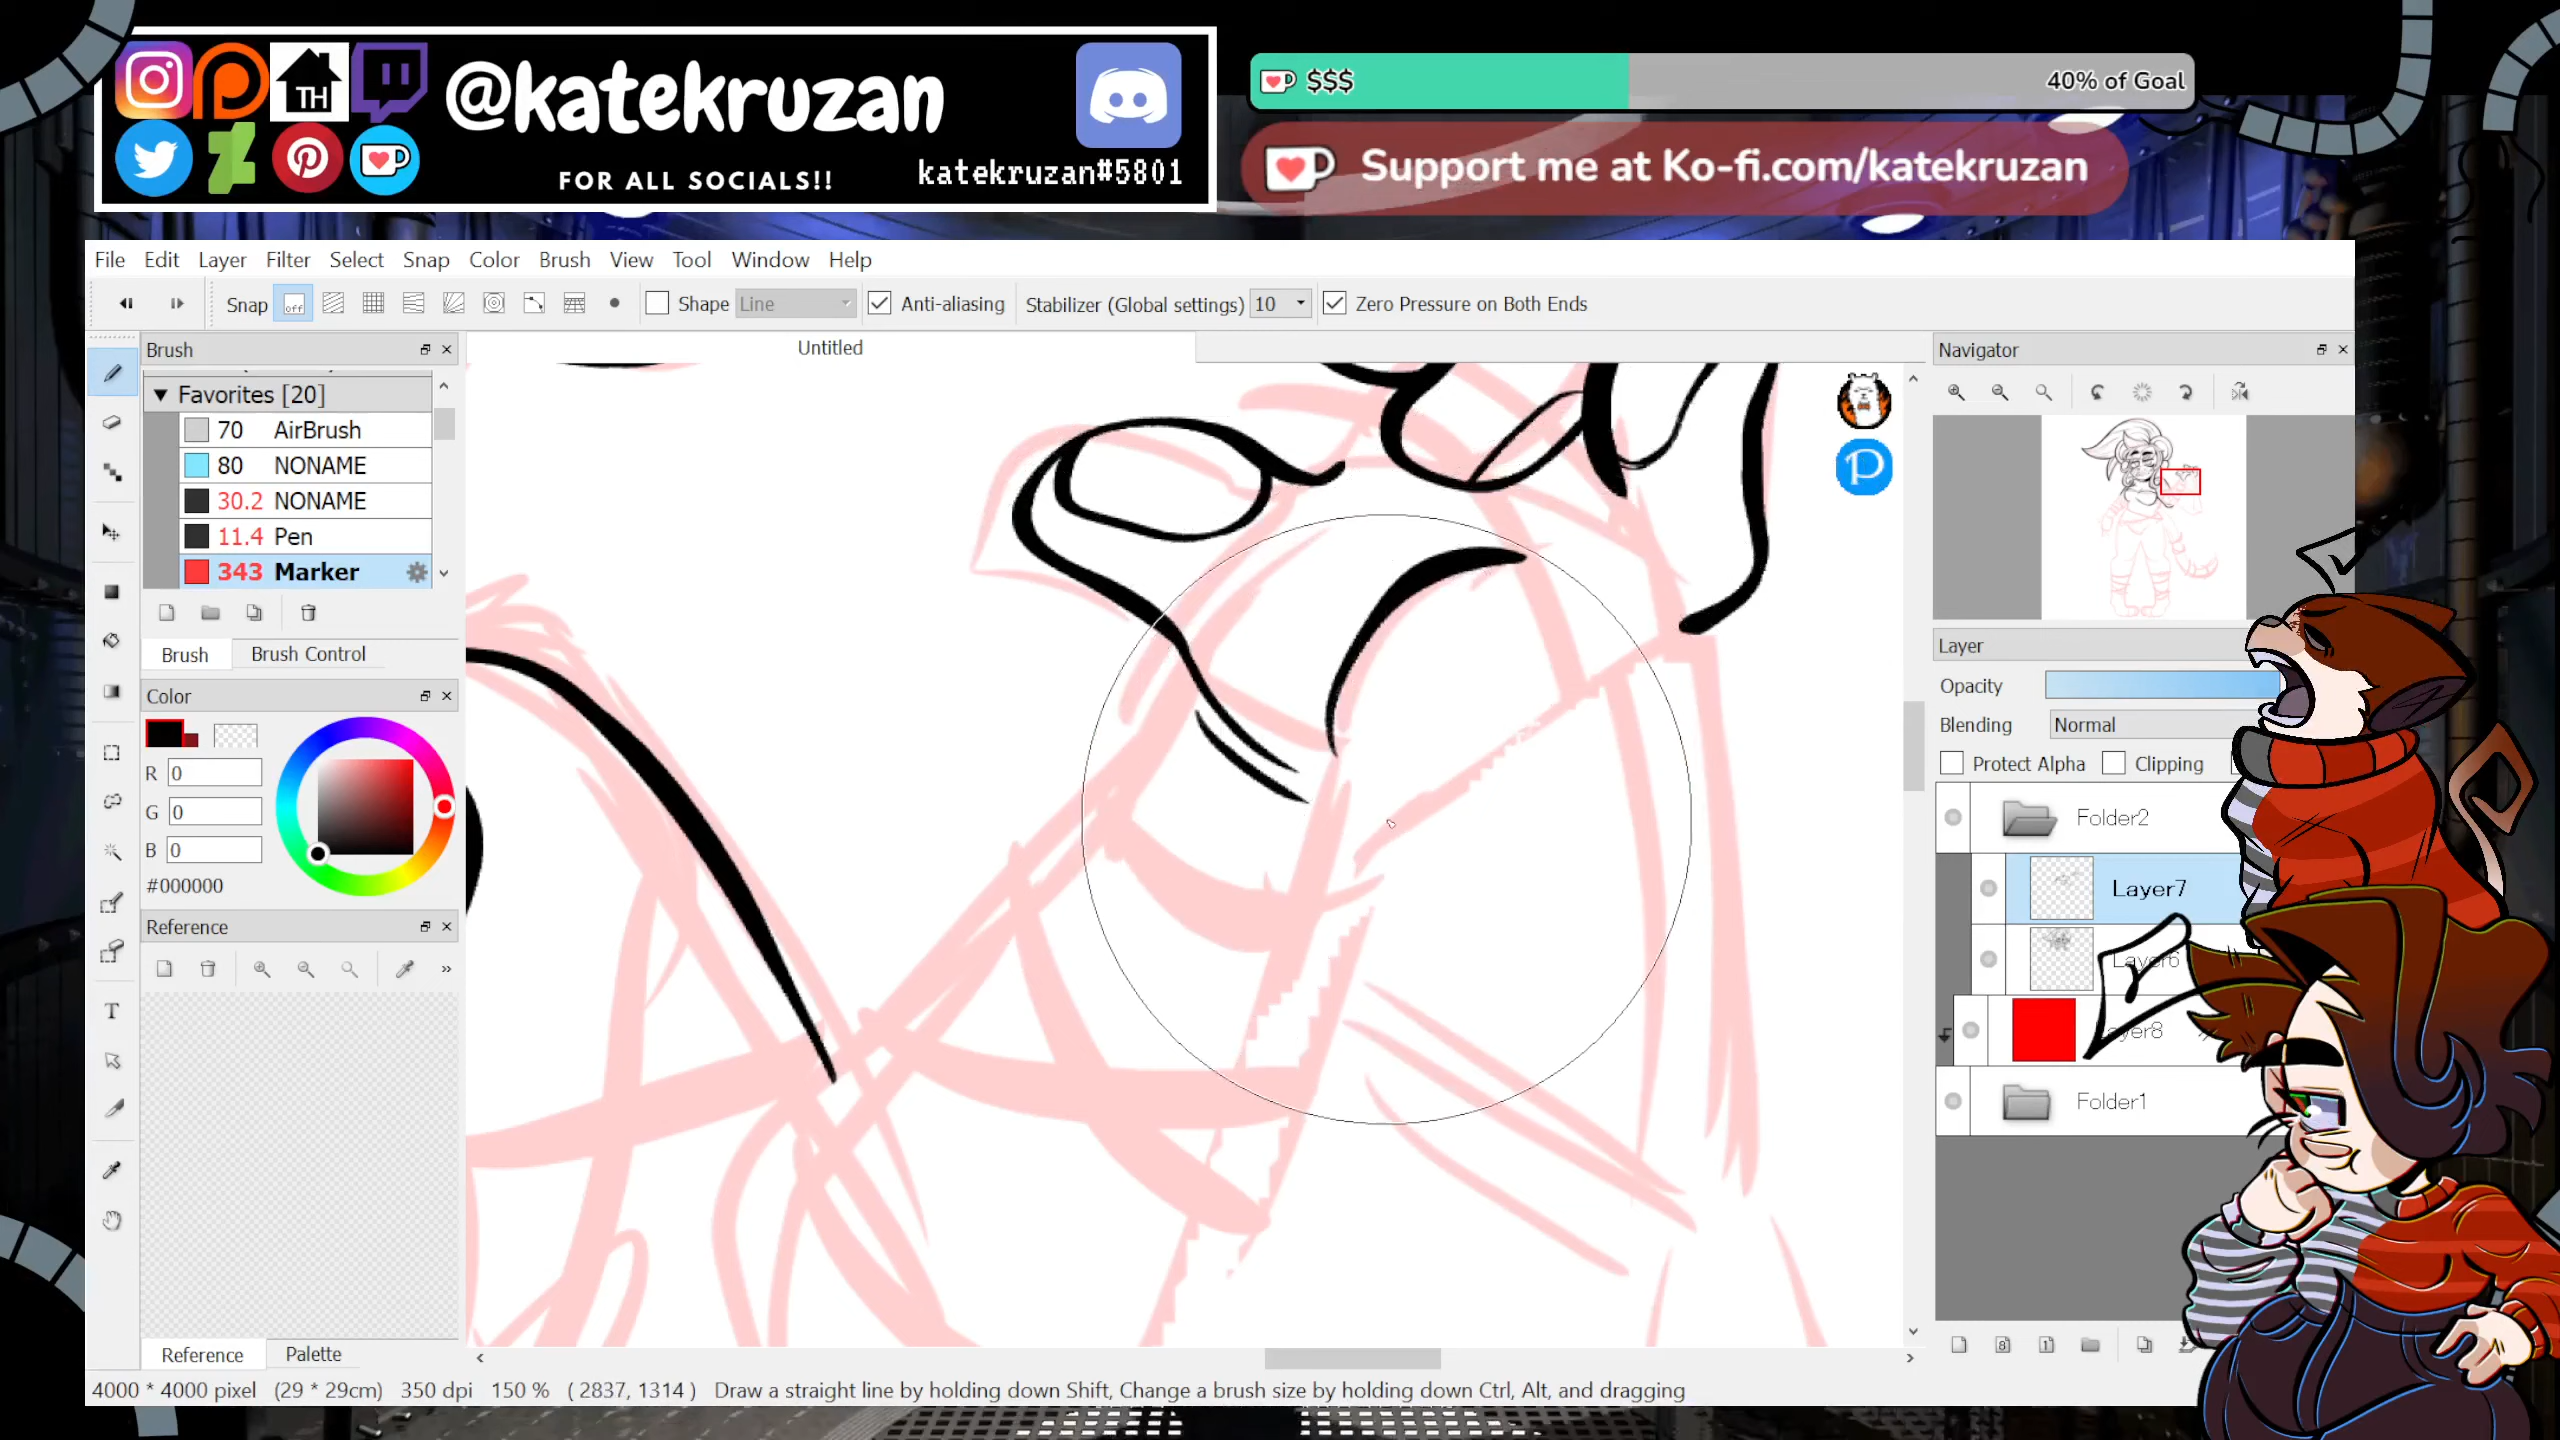 TH
@katekruzan
FOR ALL SOCIALS!!
katekruzan#5801
$$$
40% of Goal
Support me at Ko-fi.com/katekruzan
File Edit Layer Filter Select Snap Color Brush View Tool Window Help
Snap off Shape Line Anti-aliasing Stabilizer (Global settings) 10 Zero Pressure on Both Ends
Brush
Untitled
Navigator
Favorites [20]
70 AirBrush
80 NONAME
30.2 NONAME
11.4 Pen
343 Marker
Brush Brush Control
Color
R 0
G 0
B 0
#000000
Reference
Reference Palette
P
Layer
Opacity
Blending Normal
Protect Alpha Clipping
Folder2
Layer7
Layer6
Layer8
Folder1
4000 * 4000 pixel (29 * 29cm) 350 dpi 150 % ( 2837, 1314 ) Draw a straight line by holding down Shift, Change a brush size by holding down Ctrl, Alt, and dragging